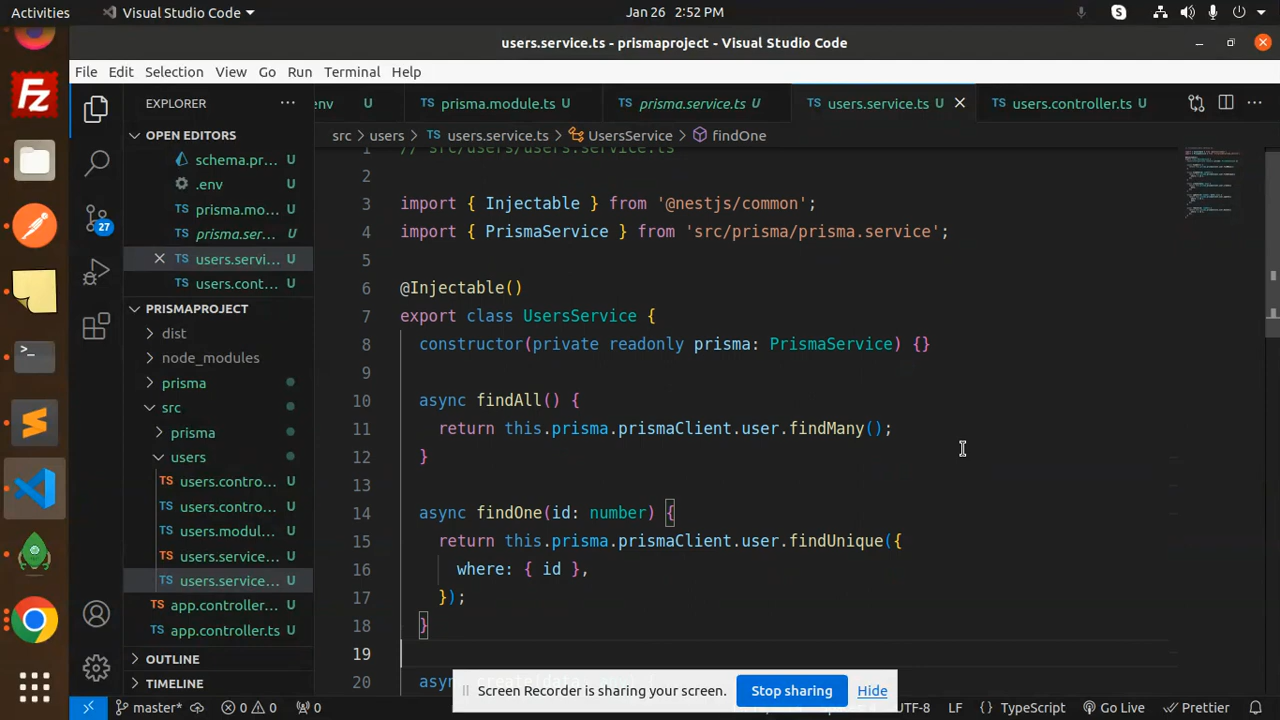 Activities
Visual Studio Code
Jan 26 2:52 PM
users.service.ts - prismaproject - Visual Studio Code
File Edit Selection View Go Run Terminal Help
EXPLORER
OPEN EDITORS
schema.pr... U
.env U
prisma.mo... U
prisma.ser... U
users.servi... U
users.cont... U
PRISMAPROJECT
dist
node_modules
prisma
src
prisma
users
TS users.contro... U
TS users.contro... U
TS users.modul... U
TS users.service... U
TS users.service... U
TS app.controller... U
TS app.controller.ts U
OUTLINE
TIMELINE
27
env U
TS prisma.module.ts U
TS prisma.service.ts U
TS users.service.ts U
TS users.controller.ts U
src > users > TS users.service.ts > UsersService > findOne
1 // src/users/users.service.ts
2
3 import { Injectable } from '@nestjs/common';
4 import { PrismaService } from 'src/prisma/prisma.service';
5
6 @Injectable()
7 export class UsersService {
8 constructor(private readonly prisma: PrismaService) {}
9
10 async findAll() {
11 return this.prisma.prismaClient.user.findMany();
12 }
13
14 async findOne(id: number) {
15 return this.prisma.prismaClient.user.findUnique({
16 where: { id },
17 });
18 }
19
20
Screen Recorder is sharing your screen. Stop sharing Hide
master* 0 0 0 UTF-8 LF {} TypeScript Go Live Prettier